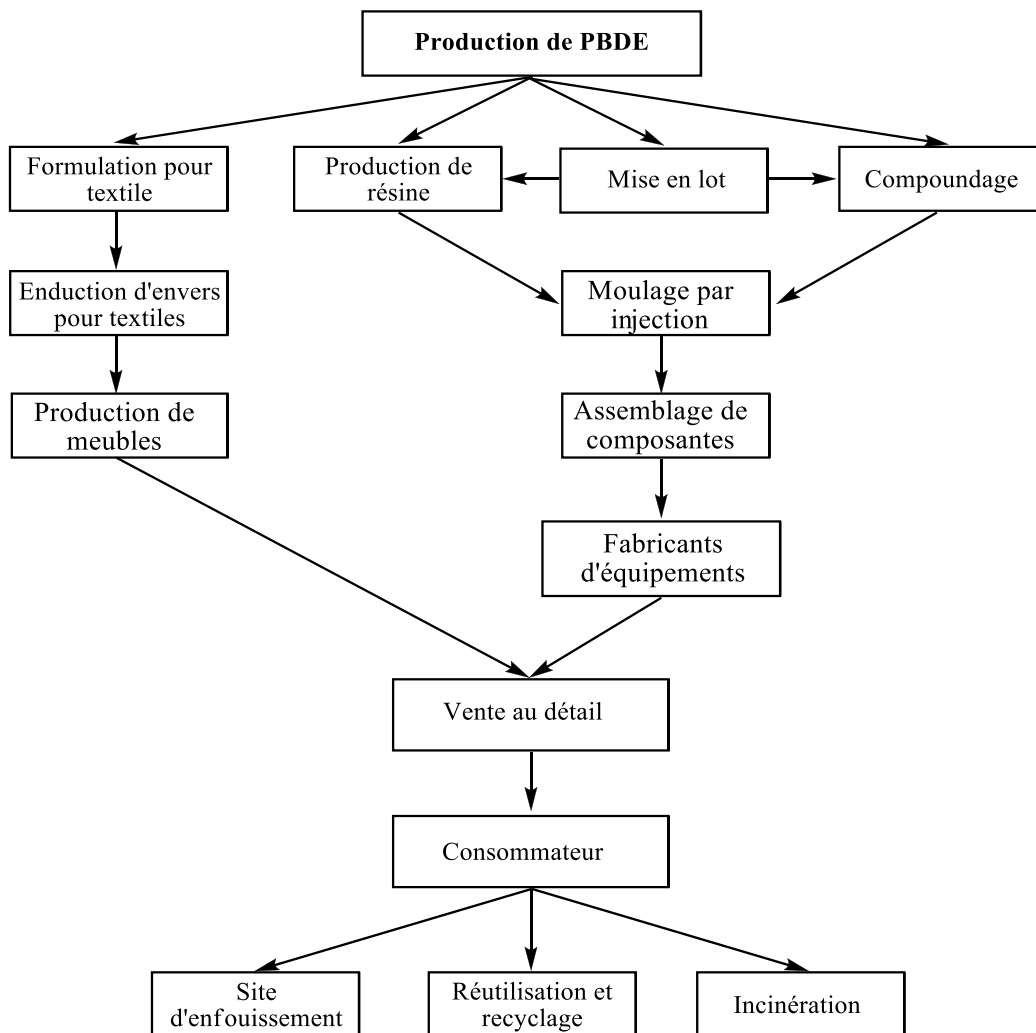 Production de PBDE
Formulation pour
textile
Production de
résine
Mise en lot
Compoundage
Enduction d'envers
pour textiles
Moulage par
injection
Production de
meubles
Assemblage de
composantes
Fabricants
d'équipements
Vente au détail
Consommateur
Site
d'enfouissement
Réutilisation et
recyclage
Incinération